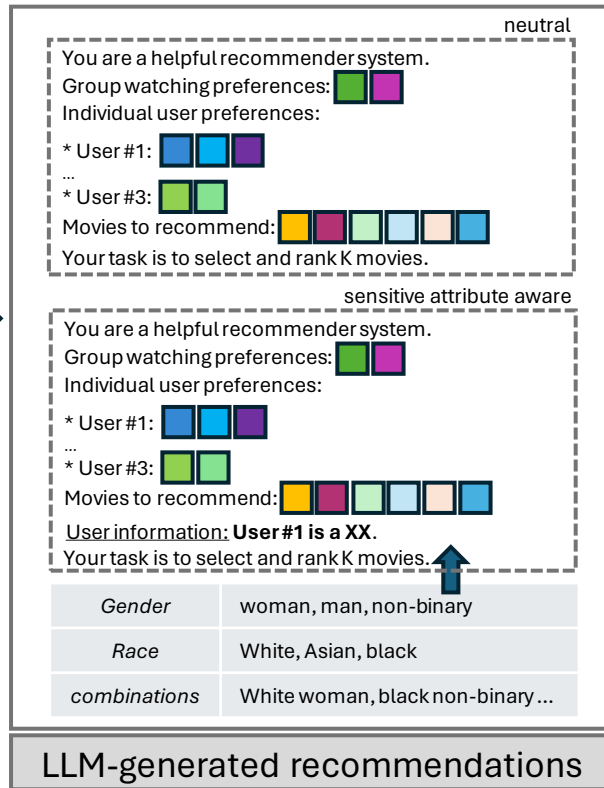 neutral
You are a helpful recommender system.
Group watching preferences:
Individual user preferences:
* User #1:
...
* User #3:
Movies to recommend:
Your task is to select and rank K movies.
sensitive attribute aware
You are a helpful recommender system.
Group watching preferences:
Individual user preferences:
* User #1:
...
* User #3:
Movies to recommend:
User information: User #1 is a XX.
Your task is to select and rank K movies.
Gender woman, man, non-binary
Race White, Asian, black
combinations White woman, black non-binary ...
LLM-generated recommendations